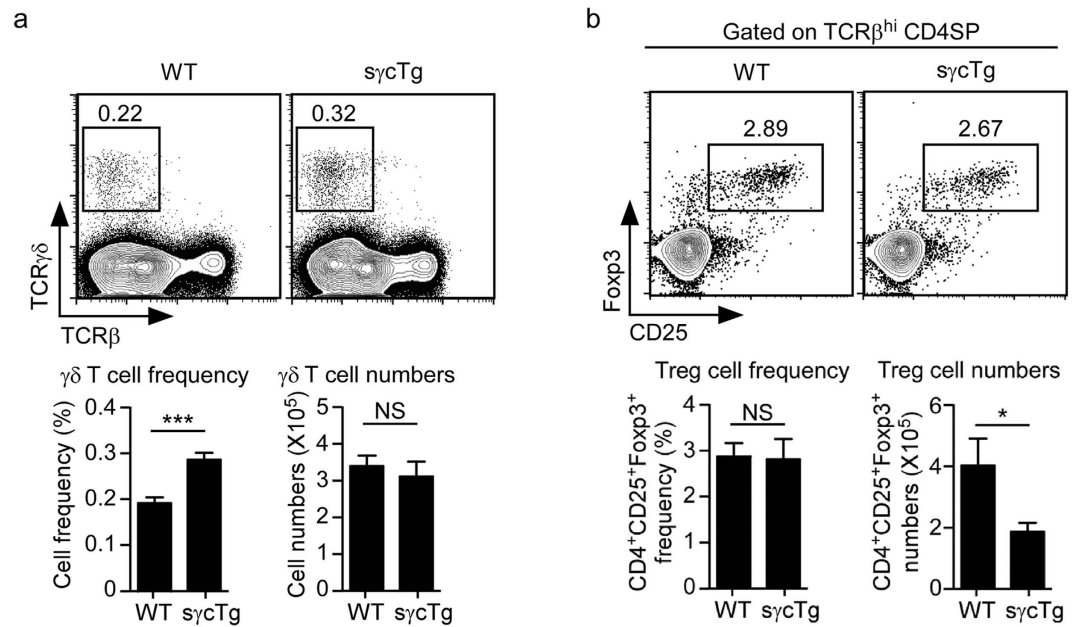 a
WT
sγcTg
0.22
0.32
TCRγδ
TCRβ
γδ T cell frequency
Cell frequency (%)
0.4
0.3
0.2
0.1
0
***
WT sγcTg
γδ T cell numbers
Cell numbers (X10⁵)
5
4
3
2
1
0
NS
WT sγcTg
b
Gated on TCRβʰⁱ CD4SP
WT
sγcTg
2.89
2.67
Foxp3
CD25
Treg cell frequency
CD4⁺CD25⁺Foxp3⁺
frequency (%)
4
3
2
1
0
NS
WT sγcTg
Treg cell numbers
CD4⁺CD25⁺Foxp3⁺
numbers (X10⁵)
6
4
2
0
*
WT sγcTg